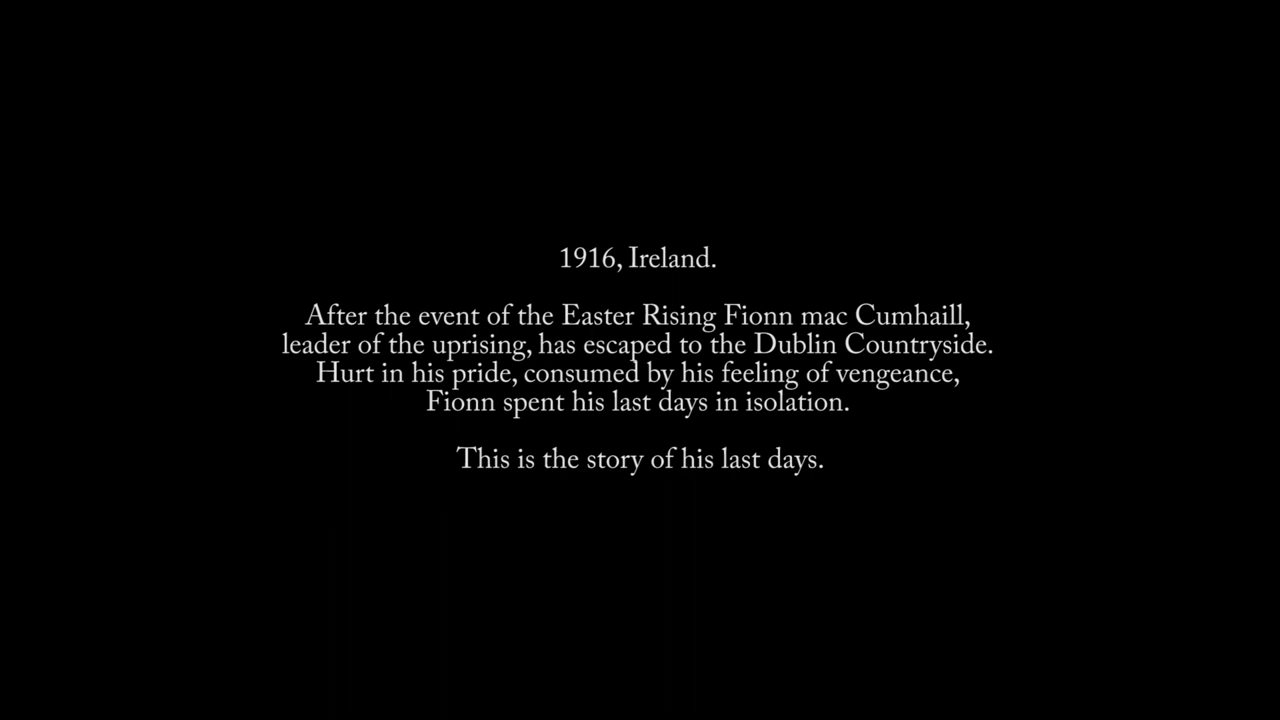 1916, Ireland.
After the event of the Easter Rising Fionn mac Cumhaill,
leader of the uprising, has escaped to the Dublin Countryside.
Hurt in his pride, consumed by his feeling of vengeance,
Fionn spent his last days in isolation.
This is the story of his last days.